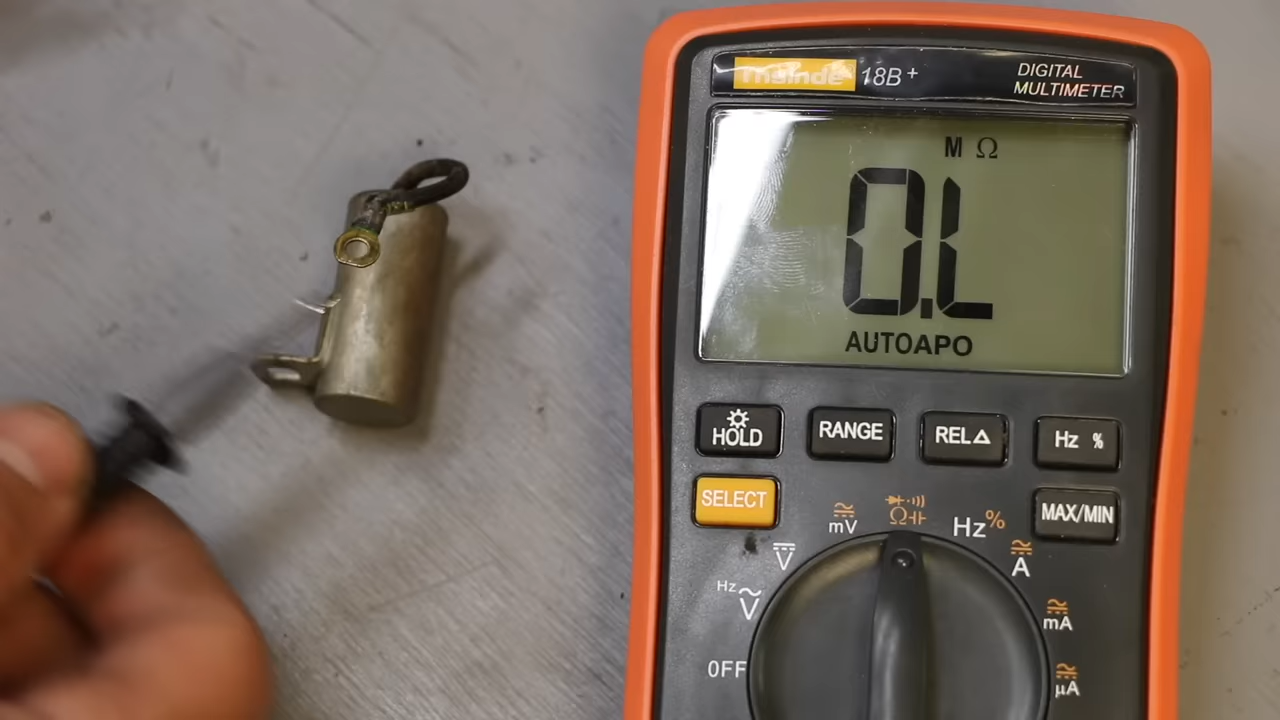 18B+
DIGITAL
MULTIMETER
M Ω
0.L
AUTOAPO
HOLD
RANGE
REL△
Hz %
SELECT
MAX/MIN
mV
Ω
Hz%
V
A
Hz
V
mA
OFF
µA